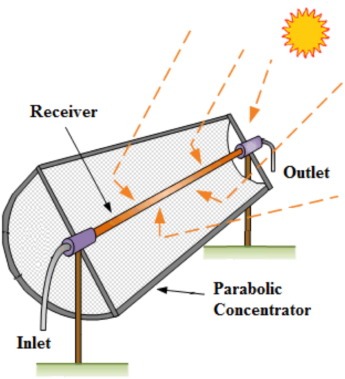 Receiver
Outlet
Parabolic
Concentrator
Inlet